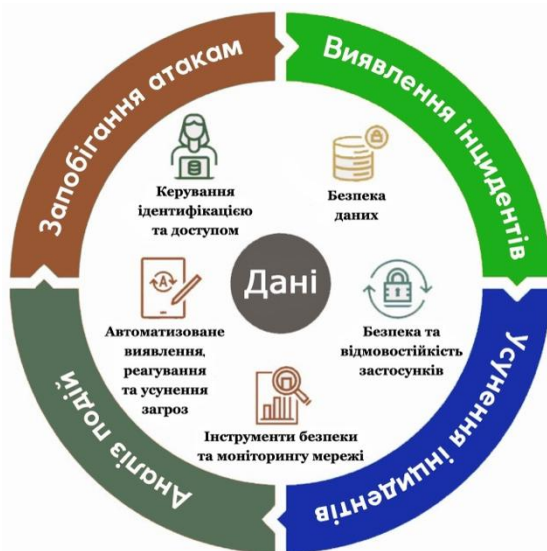 Запобігання атакам
Виявлення інцидентів
Усунення інцидентів
Аналіз подій
Керування
ідентифікацією
та доступом
Безпека
даних
Дані
Автоматизоване
виявлення,
реагування
та усунення
загроз
Безпека та
відмовостійкість
застосунків
Інструменти безпеки
та моніторингу мережі
A